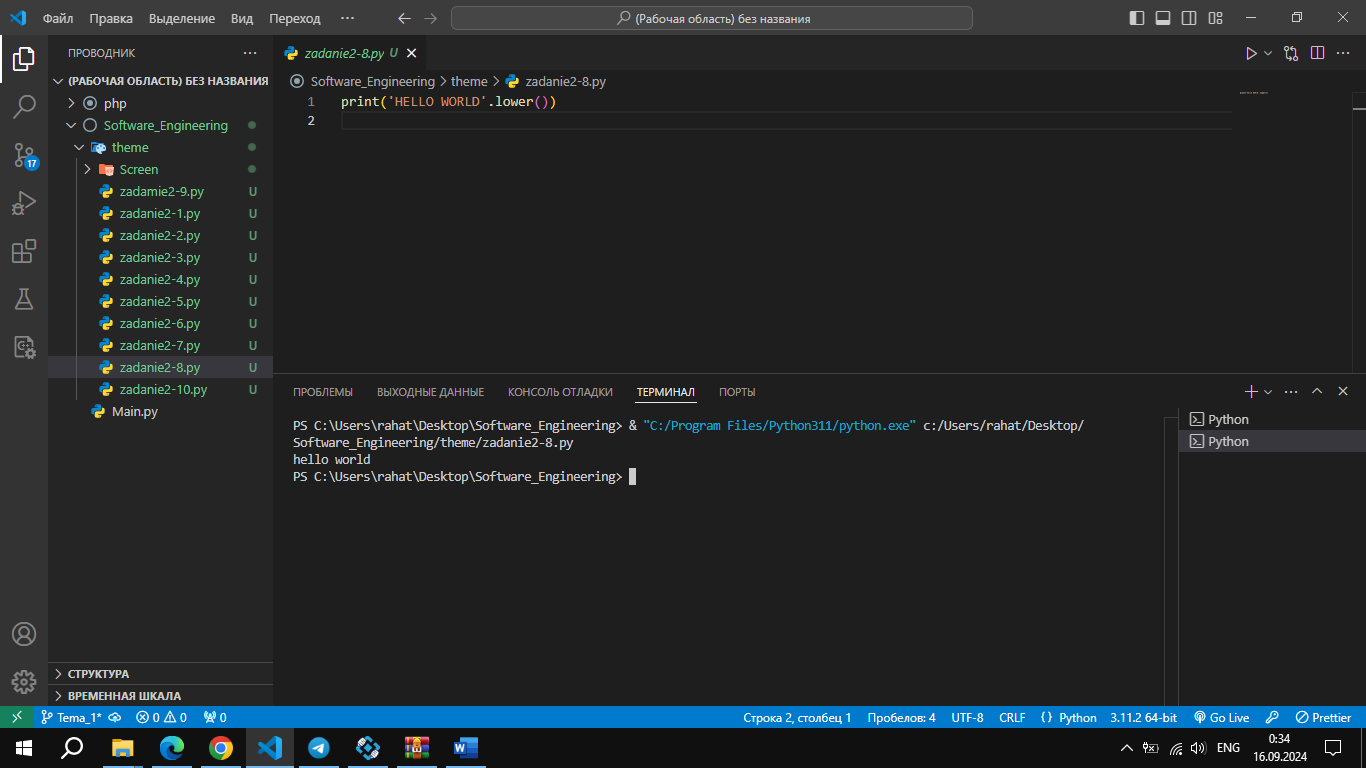 Файл Правка Выделение Вид Переход ··· (Рабочая область) без названия
ПРОВОДНИК
(РАБОЧАЯ ОБЛАСТЬ) БЕЗ НАЗВАНИЯ
php
Software_Engineering
theme
Screen
zadamie2-9.py U
zadanie2-1.py U
zadanie2-2.py U
zadanie2-3.py U
zadanie2-4.py U
zadanie2-5.py U
zadanie2-6.py U
zadanie2-7.py U
zadanie2-8.py U
zadanie2-10.py U
Main.py
СТРУКТУРА
ВРЕМЕННАЯ ШКАЛА
17
zadanie2-8.py U
Software_Engineering > theme > zadanie2-8.py
1 print('HELLO WORLD'.lower())
2
ПРОБЛЕМЫ ВЫХОДНЫЕ ДАННЫЕ КОНСОЛЬ ОТЛАДКИ ТЕРМИНАЛ ПОРТЫ
PS C:\Users\rahat\Desktop\Software_Engineering> & "C:/Program Files/Python311/python.exe" c:/Users/rahat/Desktop/
Software_Engineering/theme/zadanie2-8.py
hello world
PS C:\Users\rahat\Desktop\Software_Engineering>
Python
Python
Tema_1* 0 0 0 Строка 2, столбец 1 Пробелов: 4 UTF-8 CRLF Python 3.11.2 64-bit Go Live Prettier
ENG
0:34
16.09.2024